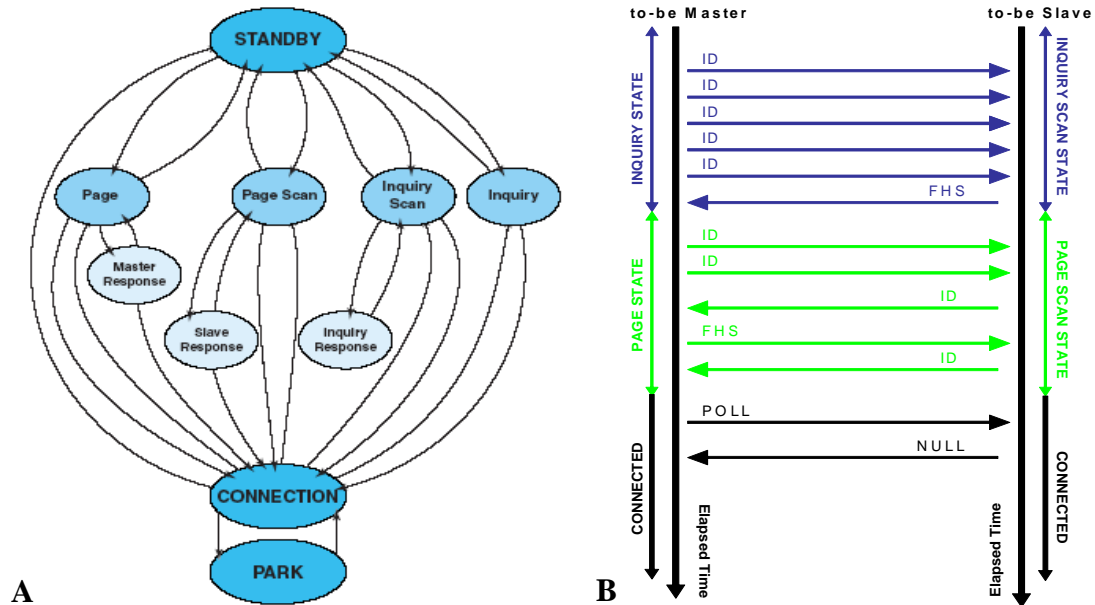 STANDBY
Page
Page Scan
Inquiry
Scan
Inquiry
Master
Response
Slave
Response
Inquiry
Response
CONNECTION
PARK
A
to-be Master
to-be Slave
INQUIRY STATE
INQUIRY SCAN STATE
ID
ID
ID
ID
ID
FHS
PAGE STATE
PAGE SCAN STATE
ID
ID
ID
FHS
ID
CONNECTED
CONNECTED
POLL
NULL
Elapsed Time
Elapsed Time
B